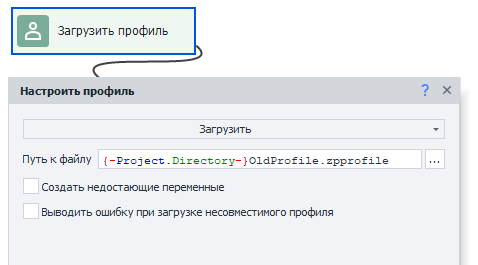 Загрузить профиль
Настроить профиль ? ×
Загрузить
Путь к файлу {-Project.Directory-}OldProfile.zpprofile ...
Создать недостающие переменные
Выводить ошибку при загрузке несовместимого профиля